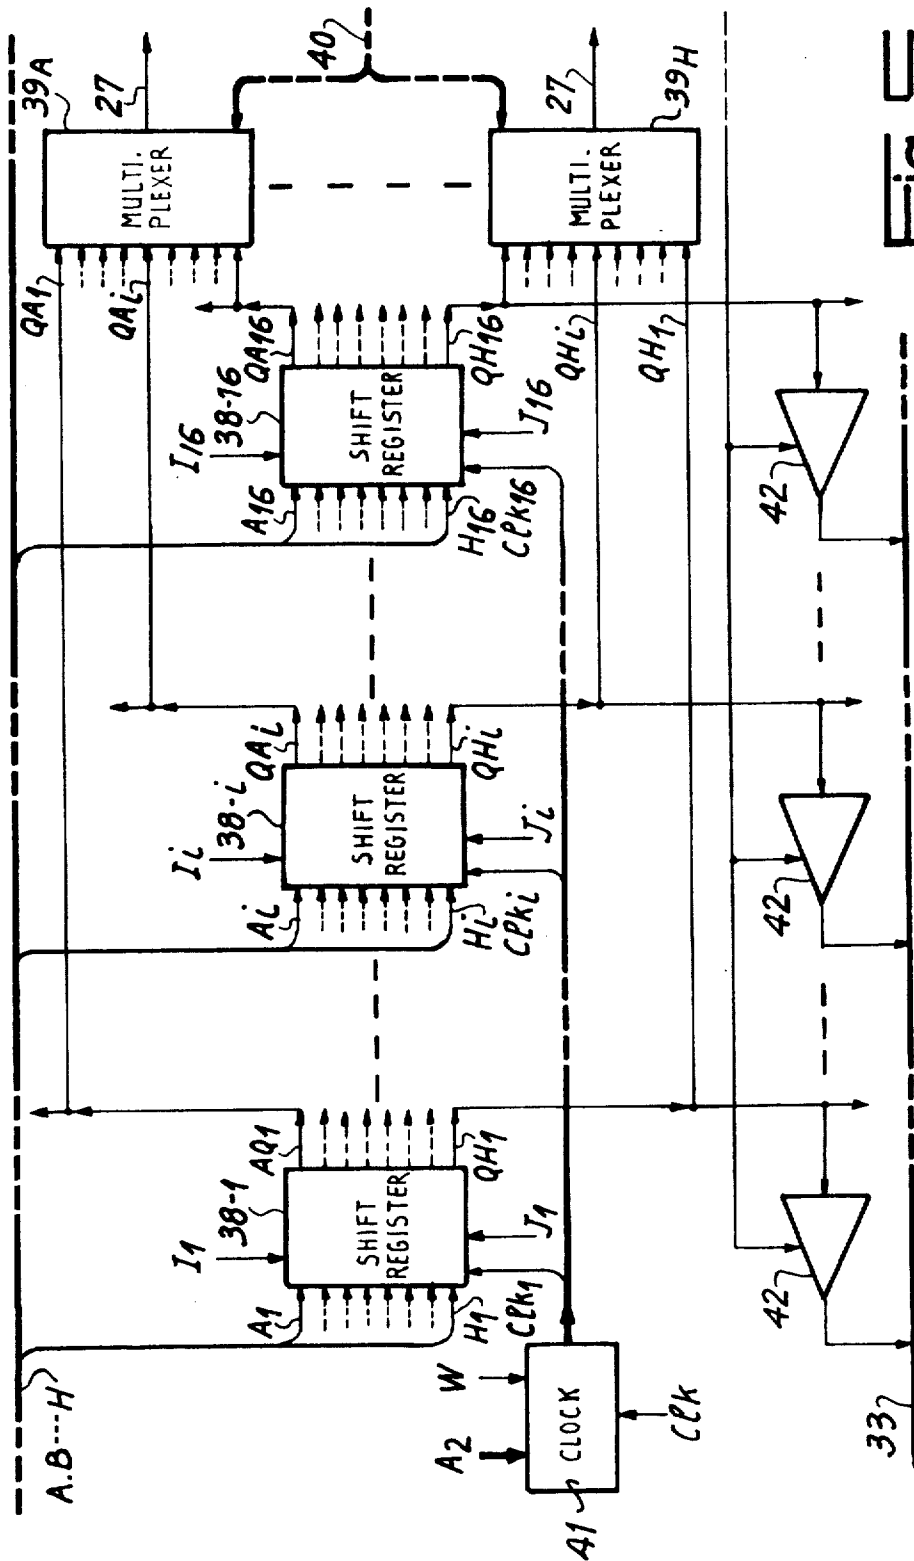 A.B---H
QA1
39A
27
MULTI.
PLEXER
QAi
40
I1
38-1
A1
AQ1
SHIFT
REGISTER
H1
QH1
Clk1
J1
Ii
38-i
Ai
QAi
SHIFT
REGISTER
Hi
QHi
Clki
Ji
I16
38-16
A16
QA16
SHIFT
REGISTER
H16
QH16
Clk16
J16
MULTI.
PLEXER
27
39H
QHi
QH1
A2
W
CLOCK
41
Clk
42
42
42
33
Fig